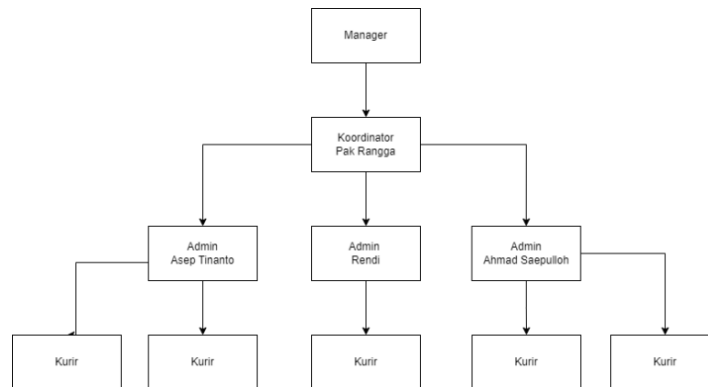 Manager
Koordinator
Pak Rangga
Admin
Asep Tinanto
Admin
Rendi
Admin
Ahmad Saepulloh
Kurir
Kurir
Kurir
Kurir
Kurir